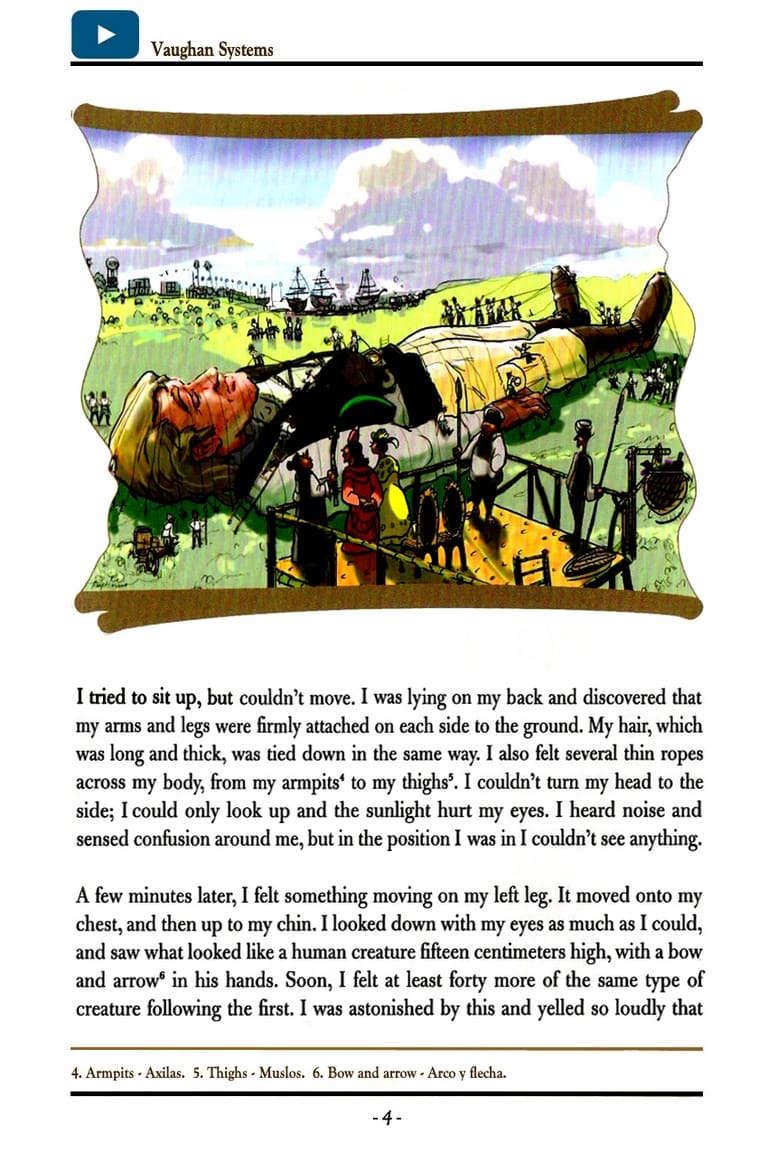 Vaughan Systems
I tried to sit up, but couldn't move. I was lying on my back and discovered that
my arms and legs were firmly attached on each side to the ground. My hair, which
was long and thick, was tied down in the same way. I also felt several thin ropes
across my body, from my armpits⁴ to my thighs⁵. I couldn't turn my head to the
side; I could only look up and the sunlight hurt my eyes. I heard noise and
sensed confusion around me, but in the position I was in I couldn't see anything.
A few minutes later, I felt something moving on my left leg. It moved onto my
chest, and then up to my chin. I looked down with my eyes as much as I could,
and saw what looked like a human creature fifteen centimeters high, with a bow
and arrow⁶ in his hands. Soon, I felt at least forty more of the same type of
creature following the first. I was astonished by this and yelled so loudly that
4. Armpits - Axilas. 5. Thighs - Muslos. 6. Bow and arrow - Arco y flecha.
- 4 -